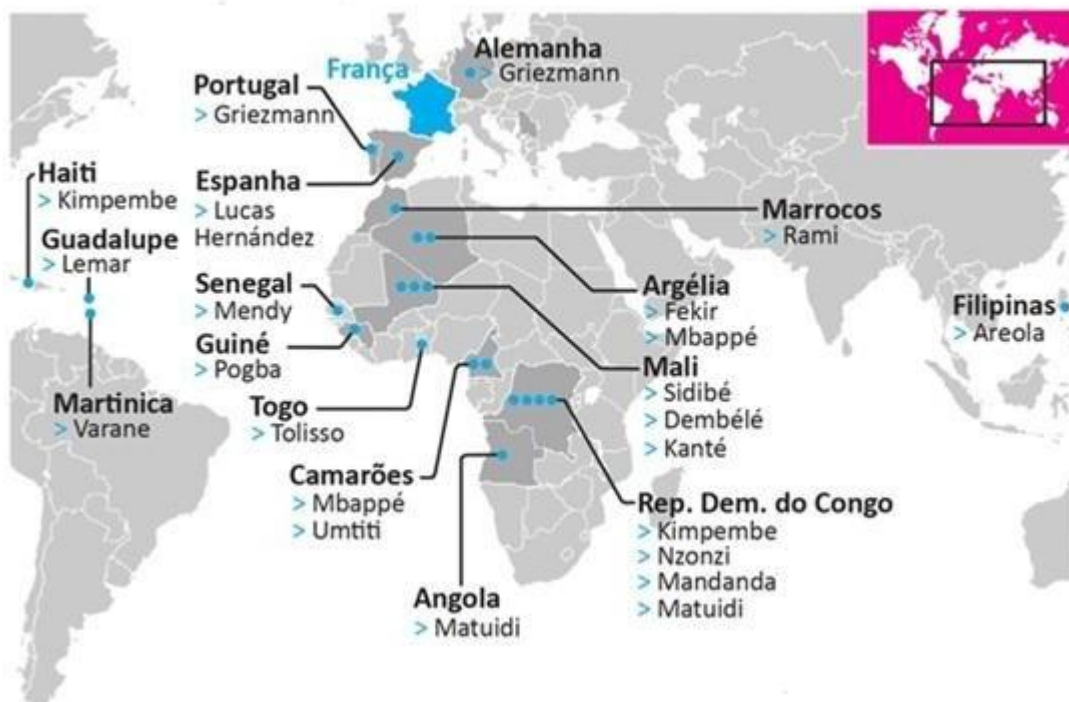 França
Alemanha
> Griezmann
Portugal
> Griezmann
Haiti
> Kimpembe
Guadalupe
> Lemar
Martinica
> Varane
Espanha
> Lucas
Hernández
Senegal
> Mendy
Guiné
> Pogba
Togo
> Tolisso
Camarões
> Mbappé
> Umtiti
Angola
> Matuidi
Marrocos
> Rami
Argélia
> Fekir
> Mbappé
Mali
> Sidibé
> Dembélé
> Kanté
Rep. Dem. do Congo
> Kimpembe
> Nzonzi
> Mandanda
> Matuidi
Filipinas
> Areola